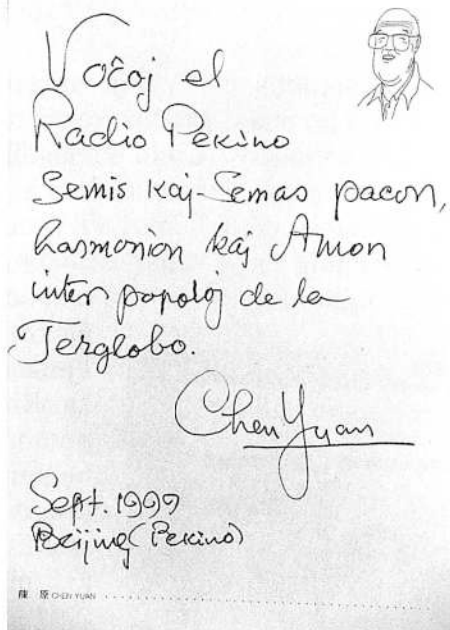 Voĉoj el
Radio Pekino
Semis kaj Semas pacon,
harmonion kaj Amon
inter popoloj de la
Terglobo.
Chen Yuan
Sept. 1999
Beijing (Pekino)
陳 原 CHEN YUAN